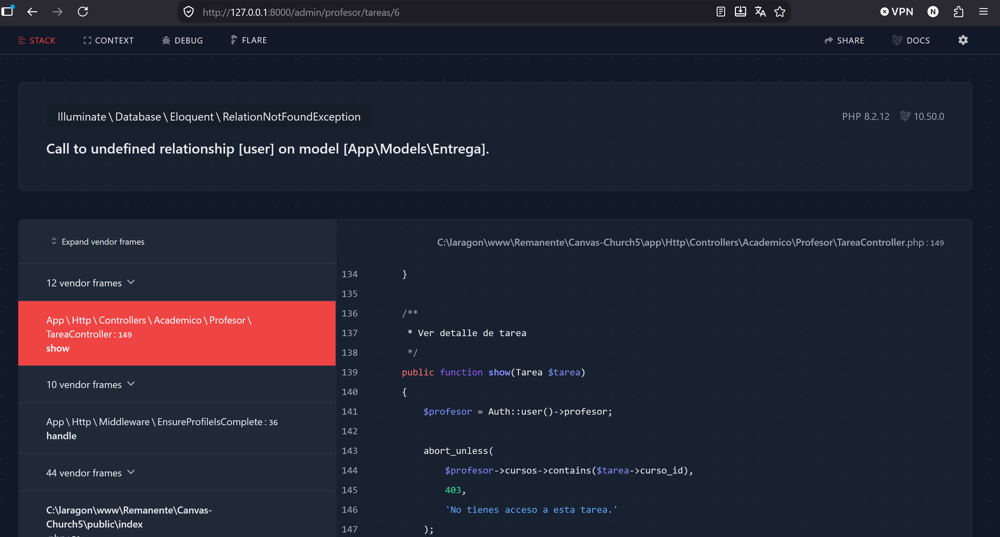 http://127.0.0.1:8000/admin/profesor/tareas/6
VPN
N
STACK
CONTEXT
DEBUG
FLARE
SHARE
DOCS
Illuminate\Database\Eloquent\RelationNotFoundException
PHP 8.2.12
10.50.0
Call to undefined relationship [user] on model [App\Models\Entrega].
Expand vendor frames
12 vendor frames
App\Http\Controllers\Academico\Profesor\
TareaController:149
show
10 vendor frames
App\Http\Middleware\EnsureProfileIsComplete:36
handle
44 vendor frames
C:\laragon\www\Remanente\Canvas-
Church5\public\index
C:\laragon\www\Remanente\Canvas-Church5\app\Http\Controllers\Academico\Profesor\TareaController.php:149
134 }
135
136 /**
137 * Ver detalle de tarea
138 */
139 public function show(Tarea $tarea)
140 {
141 $profesor = Auth::user()->profesor;
142
143 abort_unless(
144 $profesor->cursos->contains($tarea->curso_id),
145 403,
146 'No tienes acceso a esta tarea.'
147 );